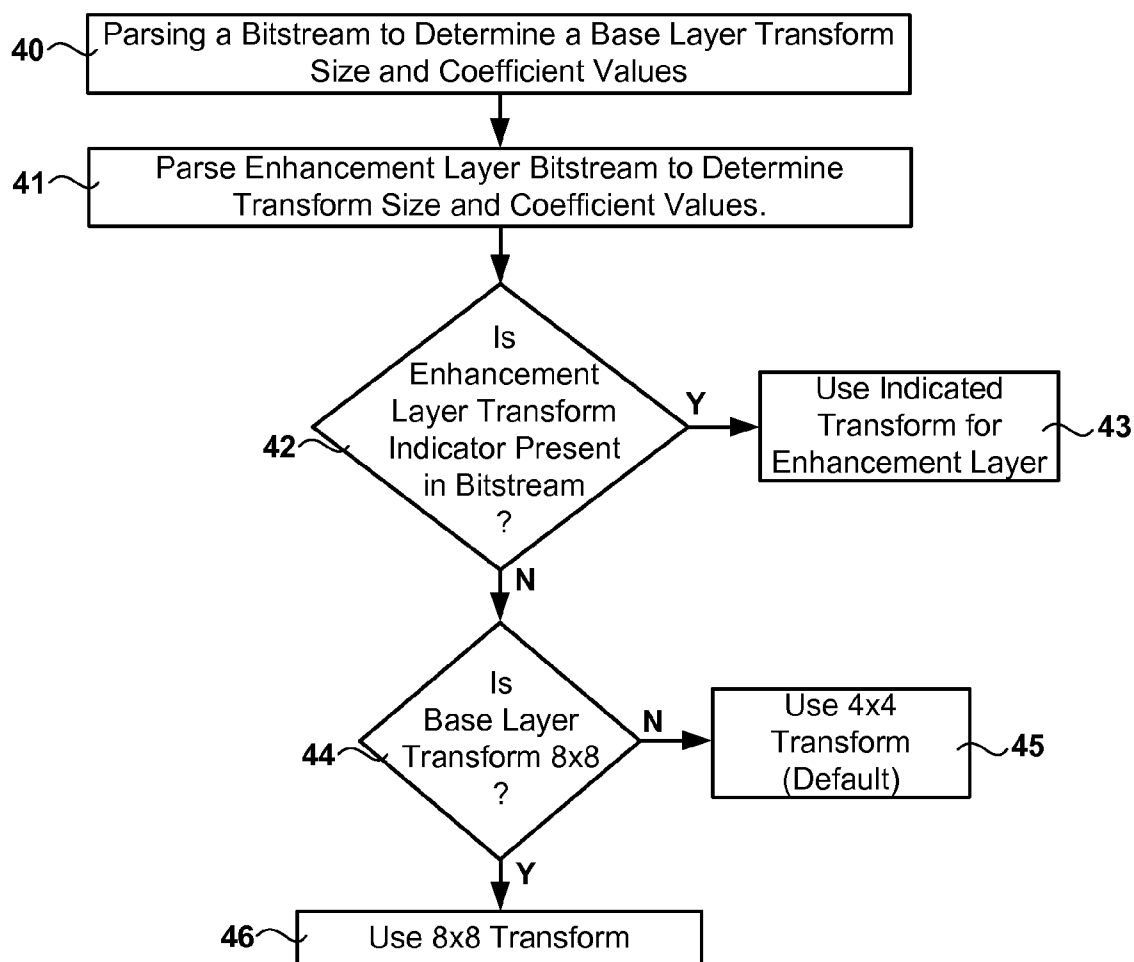 40
Parsing a Bitstream to Determine a Base Layer Transform
Size and Coefficient Values
41
Parse Enhancement Layer Bitstream to Determine
Transform Size and Coefficient Values.
42
Is
Enhancement
Layer Transform
Indicator Present
in Bitstream
?
Y
Use Indicated
Transform for
Enhancement Layer
43
N
44
Is
Base Layer
Transform 8x8
?
N
Use 4x4
Transform
(Default)
45
Y
46
Use 8x8 Transform